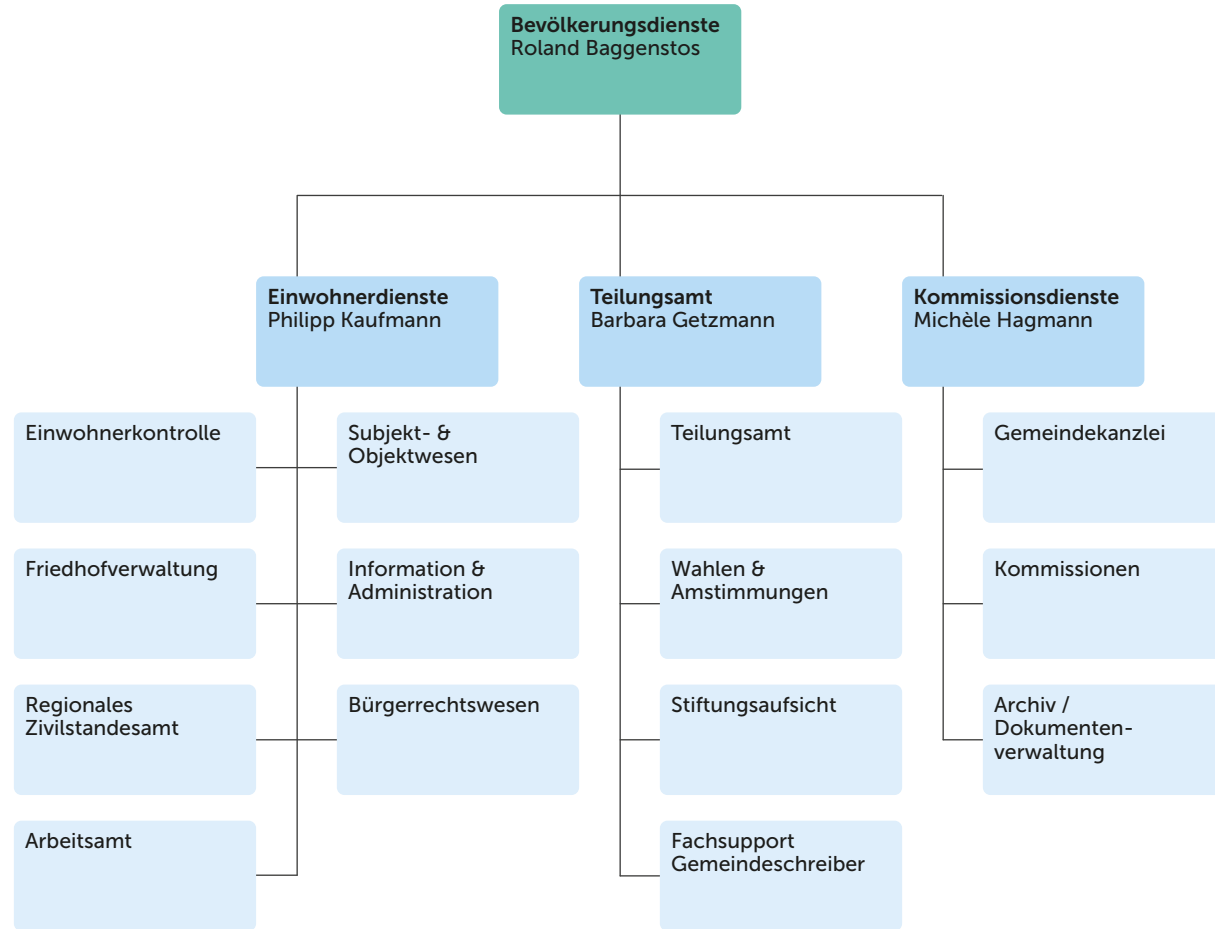 Bevölkerungsdienste
Roland Baggenstos
Einwohnerdienste
Philipp Kaufmann
Teilungsamt
Barbara Getzmann
Kommissionsdienste
Michèle Hagmann
Einwohnerkontrolle
Subjekt- &
Objektwesen
Teilungsamt
Gemeindekanzlei
Friedhofverwaltung
Information &
Administration
Wahlen &
Amstimmungen
Kommissionen
Regionales
Zivilstandesamt
Bürgerrechtswesen
Stiftungsaufsicht
Archiv /
Dokumenten-
verwaltung
Arbeitsamt
Fachsupport
Gemeindeschreiber